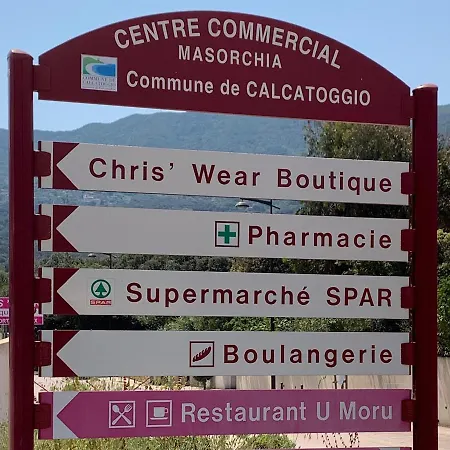 CENTRE COMMERCIAL
MASORCHIA
Commune de CALCATOGGIO
Chris' Wear Boutique
Pharmacie
SPAR
Supermarché SPAR
Boulangerie
Restaurant U Moru